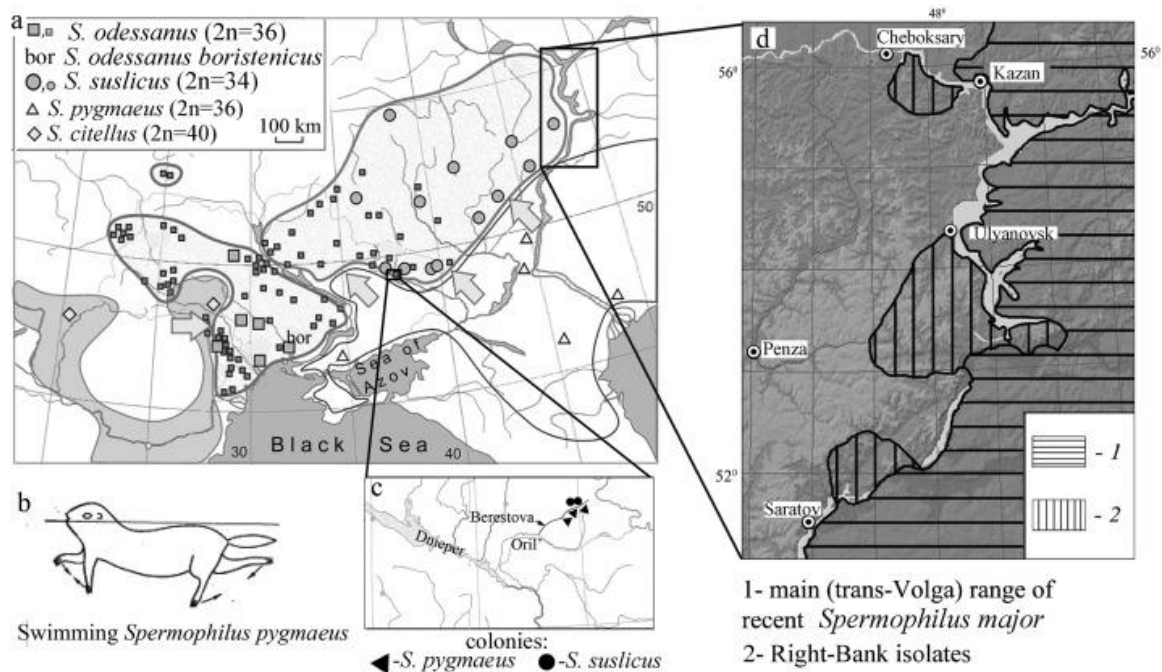 a
S. odessanus (2n=36)
bor S. odessanus boristenicus
S. suslicus (2n=34)
S. pygmaeus (2n=36)
S. citellus (2n=40)
100 km
50
bor
Sea of
Azov
30
Black Sea
40
b
Swimming Spermophilus pygmaeus
c
Berestova
Oril'
Dnieper
colonies:
-S. pygmaeus
-S. suslicus
d
48°
56°
Cheboksary
56°
Kazan
Ulyanovsk
Penza
52°
Saratov
- 1
- 2
1- main (trans-Volga) range of
recent Spermophilus major
2- Right-Bank isolates